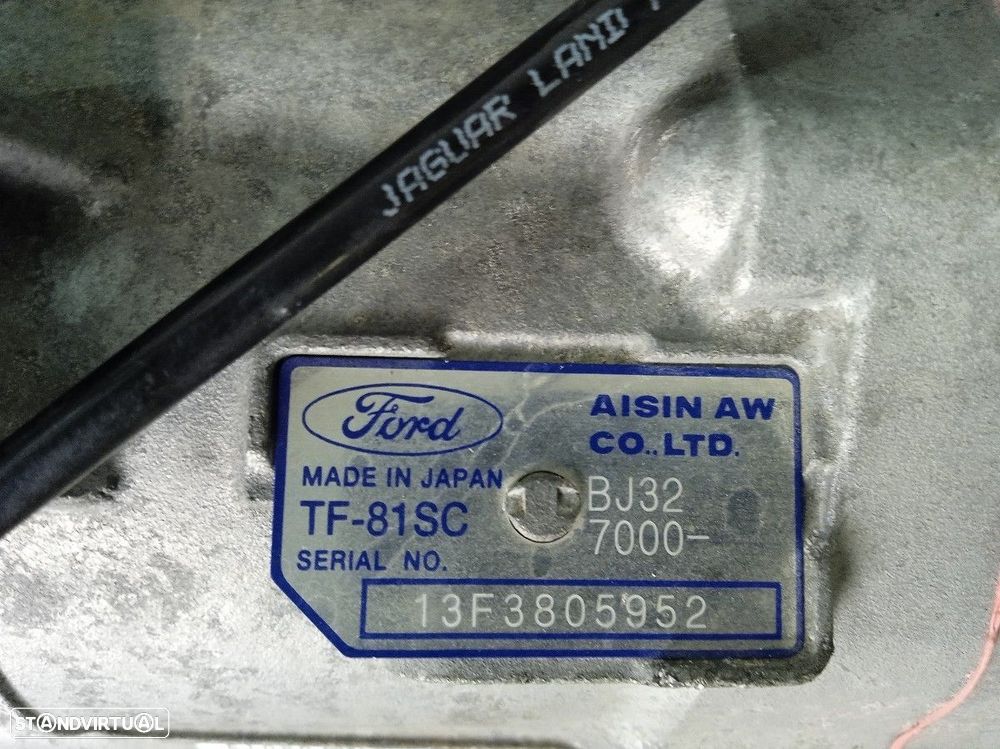 JAGUAR LAND
Ford
AISIN AW
CO.,LTD.
MADE IN JAPAN
TF-81SC
BJ32
7000-
SERIAL NO.
13F3805952
STANDVIRTUAL